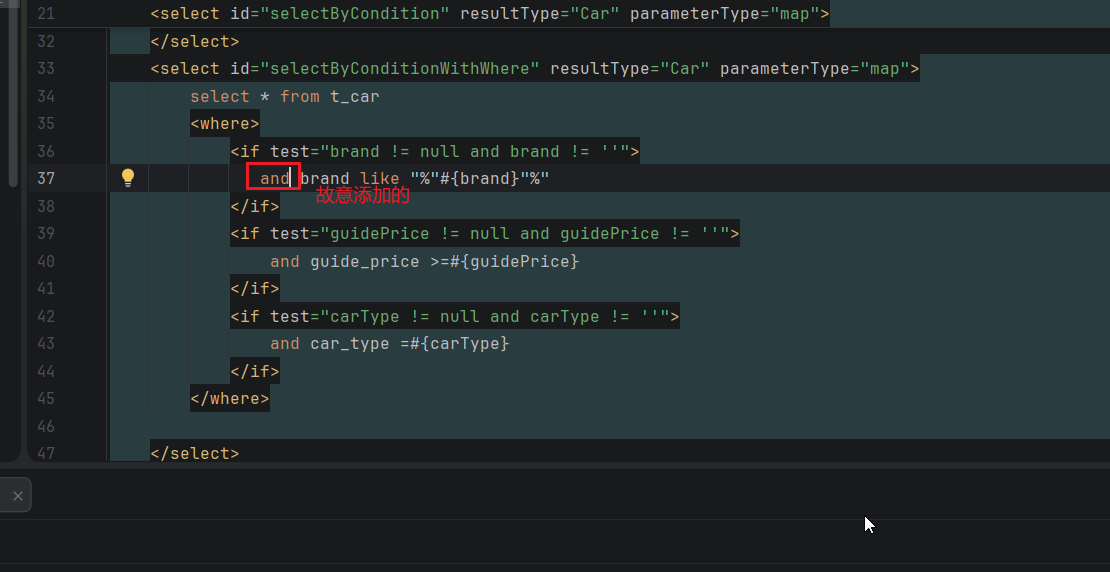 21 <select id="selectByCondition" resultType="Car" parameterType="map">
32 </select>
33 <select id="selectByConditionWithWhere" resultType="Car" parameterType="map">
34 select * from t_car
35 <where>
36 <if test="brand != null and brand != ''">
37 and brand like "%"#{brand}"%"
故意添加的
38 </if>
39 <if test="guidePrice != null and guidePrice != ''">
40 and guide_price >=#{guidePrice}
41 </if>
42 <if test="carType != null and carType != ''">
43 and car_type =#{carType}
44 </if>
45 </where>
46
47 </select>